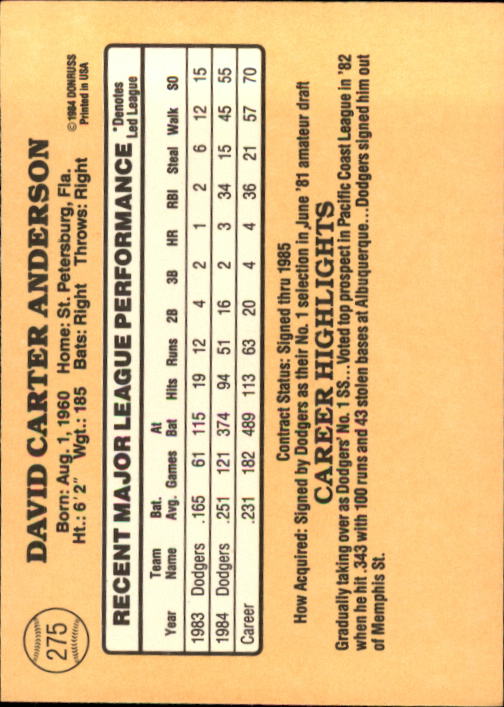 275
DAVID CARTER ANDERSON
Born: Aug. 1, 1960 Home: St. Petersburg, Fla.
Ht.: 6'2" Wgt.: 185 Bats: Right Throws: Right
©1984 DONRUSS
Printed in USA
RECENT MAJOR LEAGUE PERFORMANCE
*Denotes
Led League
Year Team Name Bat. Avg. Games At Bat Hits Runs 2B 3B HR RBI Steal Walk SO
1983 Dodgers .165 61 115 19 12 4 2 1 2 6 12 15
1984 Dodgers .251 121 374 94 51 16 2 3 34 15 45 55
Career .231 182 489 113 63 20 4 4 36 21 57 70
Contract Status: Signed thru 1985
How Acquired: Signed by Dodgers as their No. 1 selection in June '81 amateur draft
CAREER HIGHLIGHTS
Gradually taking over as Dodgers' No. 1 SS... Voted top prospect in Pacific Coast League in '82
when he hit .343 with 100 runs and 43 stolen bases at Albuquerque... Dodgers signed him out
of Memphis St.